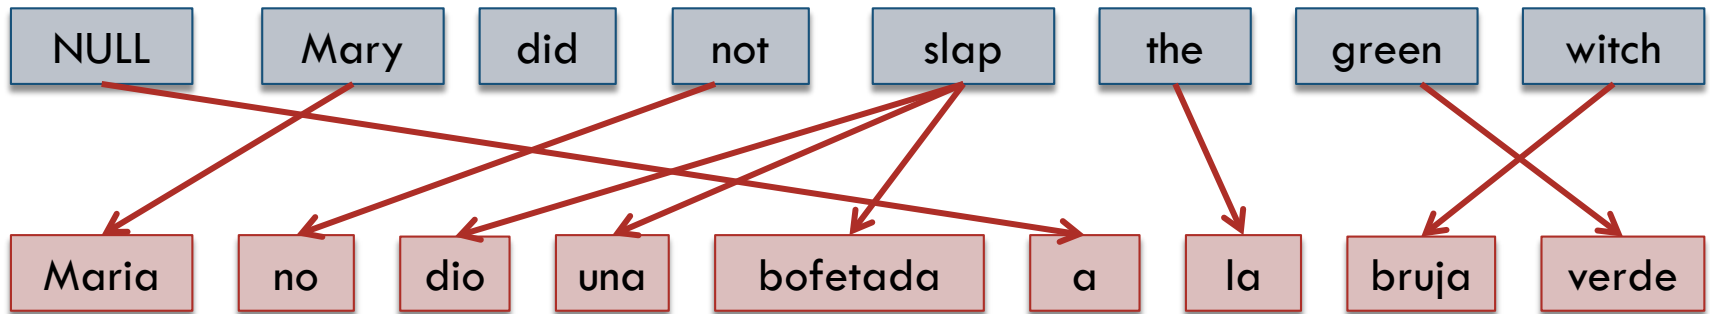 NULL Mary did not slap the green witch
Maria no dio una bofetada a la bruja verde